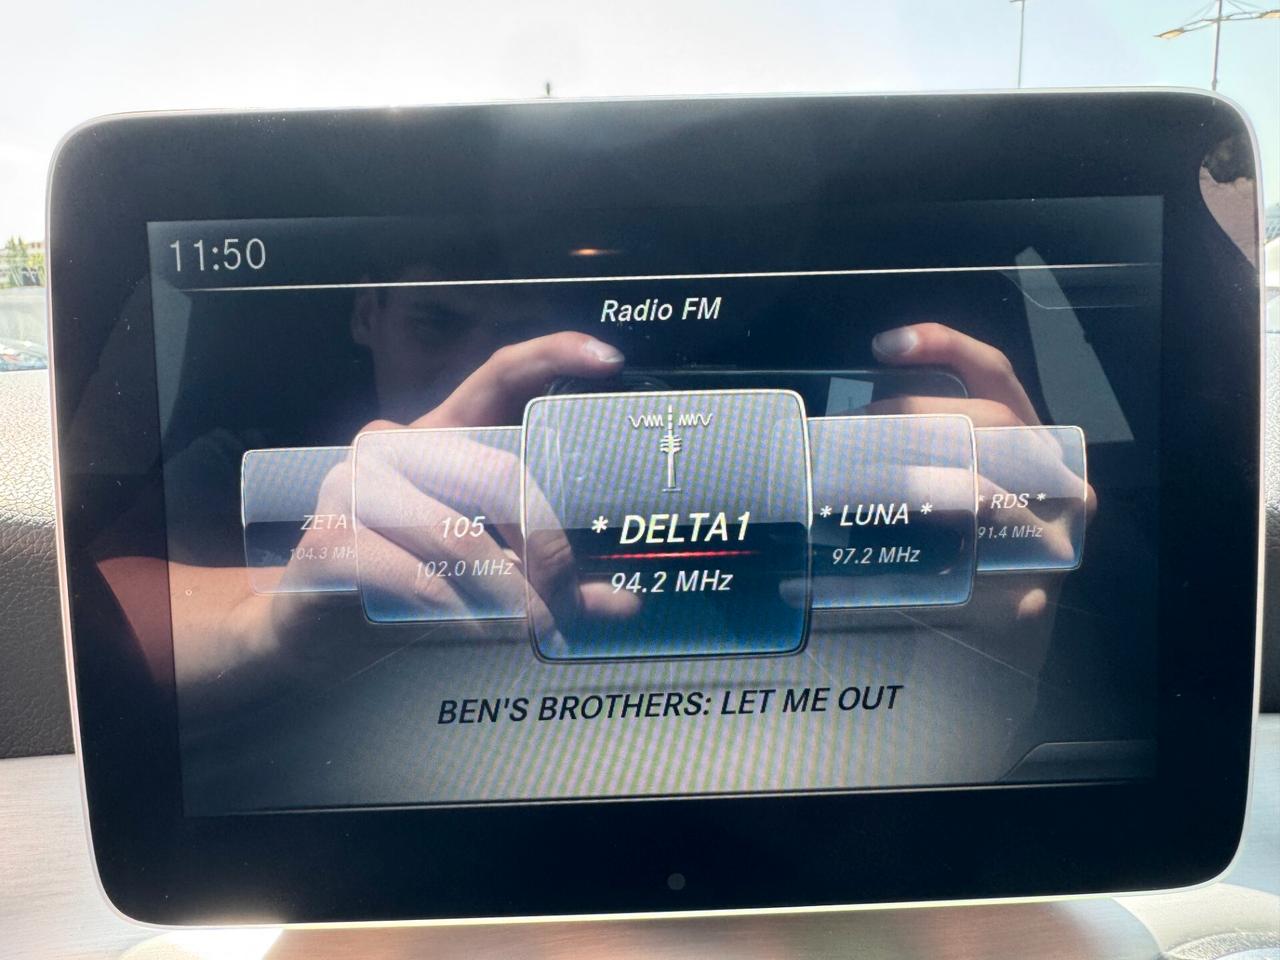 11:50
Radio FM
ZETA
104.3 MH
105
102.0 MHz
* DELTA1
94.2 MHz
* LUNA *
97.2 MHz
* RDS *
91.4 MHz
BEN'S BROTHERS: LET ME OUT